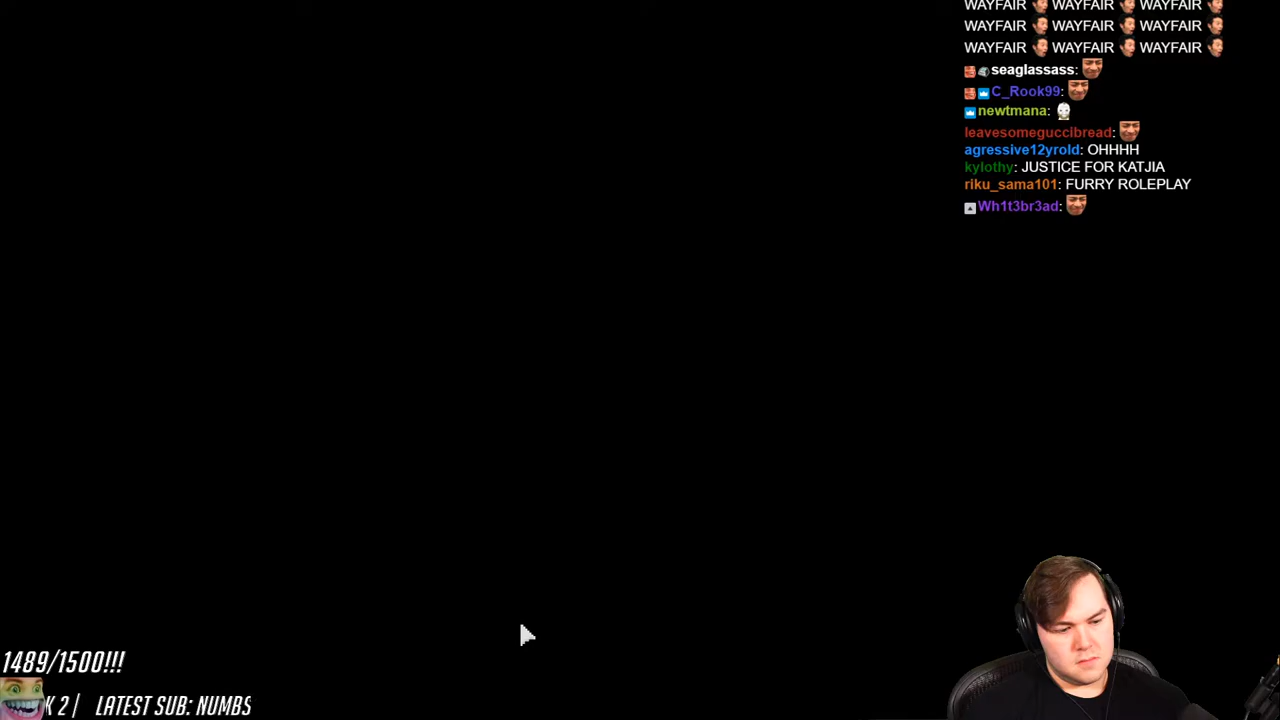 WAYFAIR WAYFAIR WAYFAIR
WAYFAIR WAYFAIR WAYFAIR
WAYFAIR WAYFAIR WAYFAIR
seaglassass:
C_Rook99:
newtmana:
leavesomeguccibread:
agressive12yrold: OHHHH
kylothy: JUSTICE FOR KATJIA
riku_sama101: FURRY ROLEPLAY
Wh1t3br3ad:
1489/1500!!!
K 2 | LATEST SUB: NUMBS